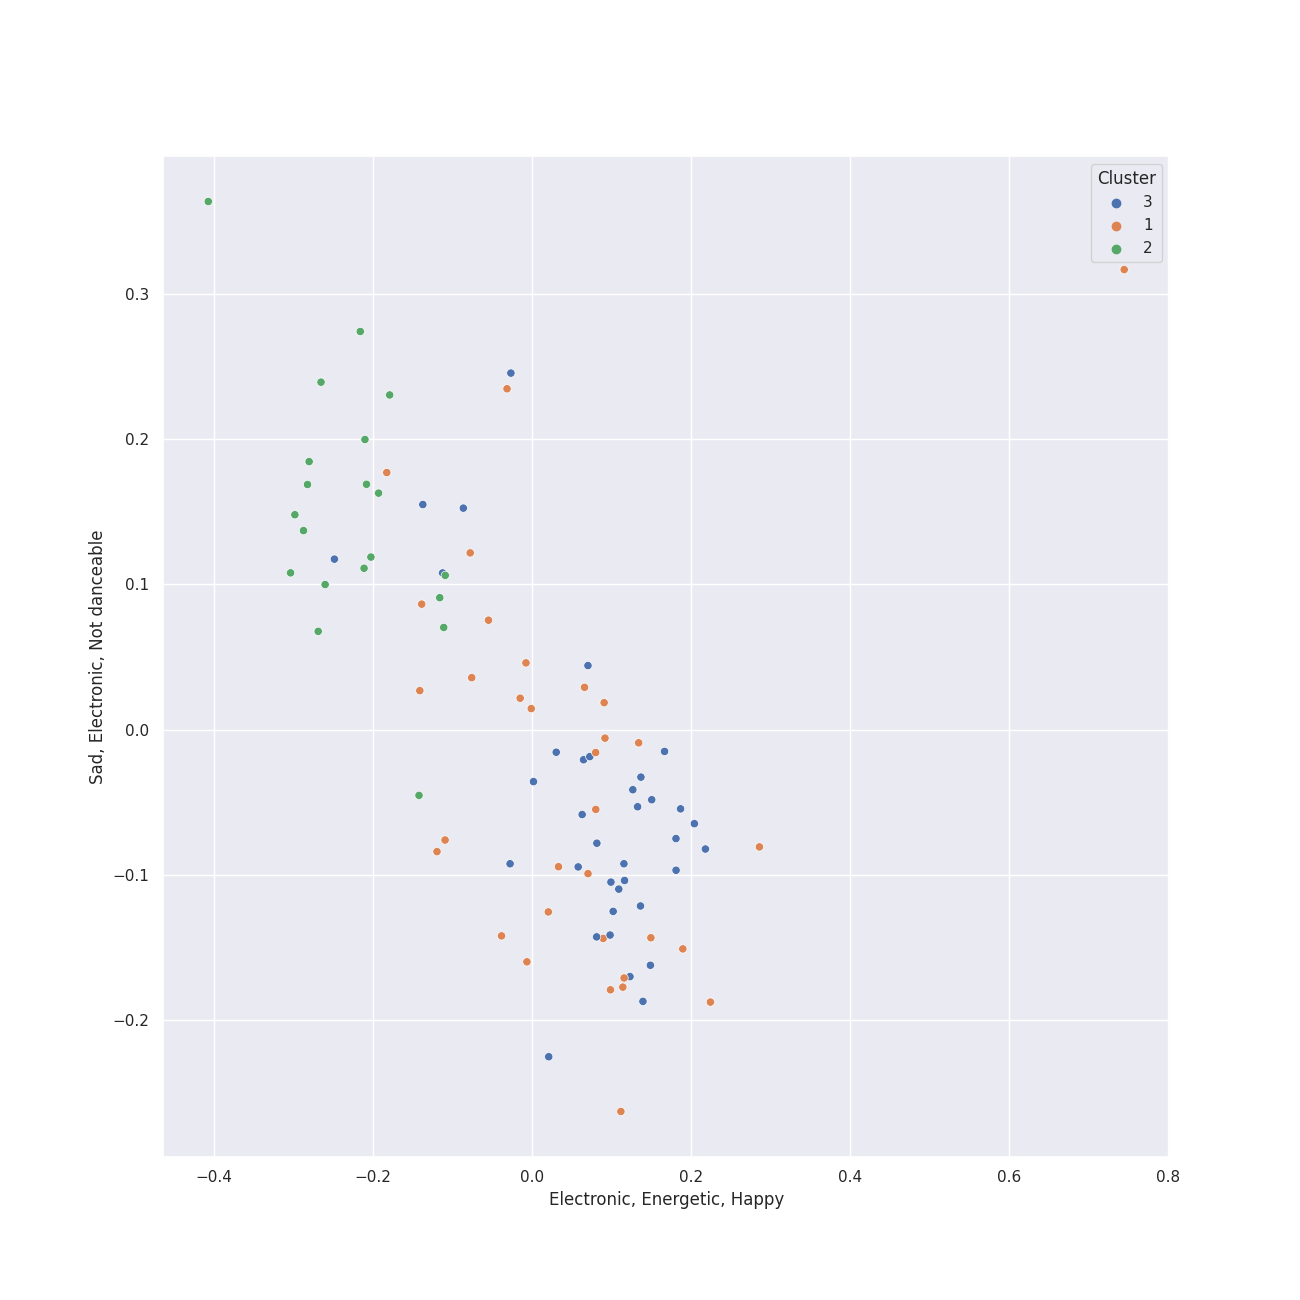 Cluster
3
1
2
0.3
0.2
0.1
0.0
−0.1
−0.2
Sad, Electronic, Not danceable
−0.4 −0.2 0.0 0.2 0.4 0.6 0.8
Electronic, Energetic, Happy